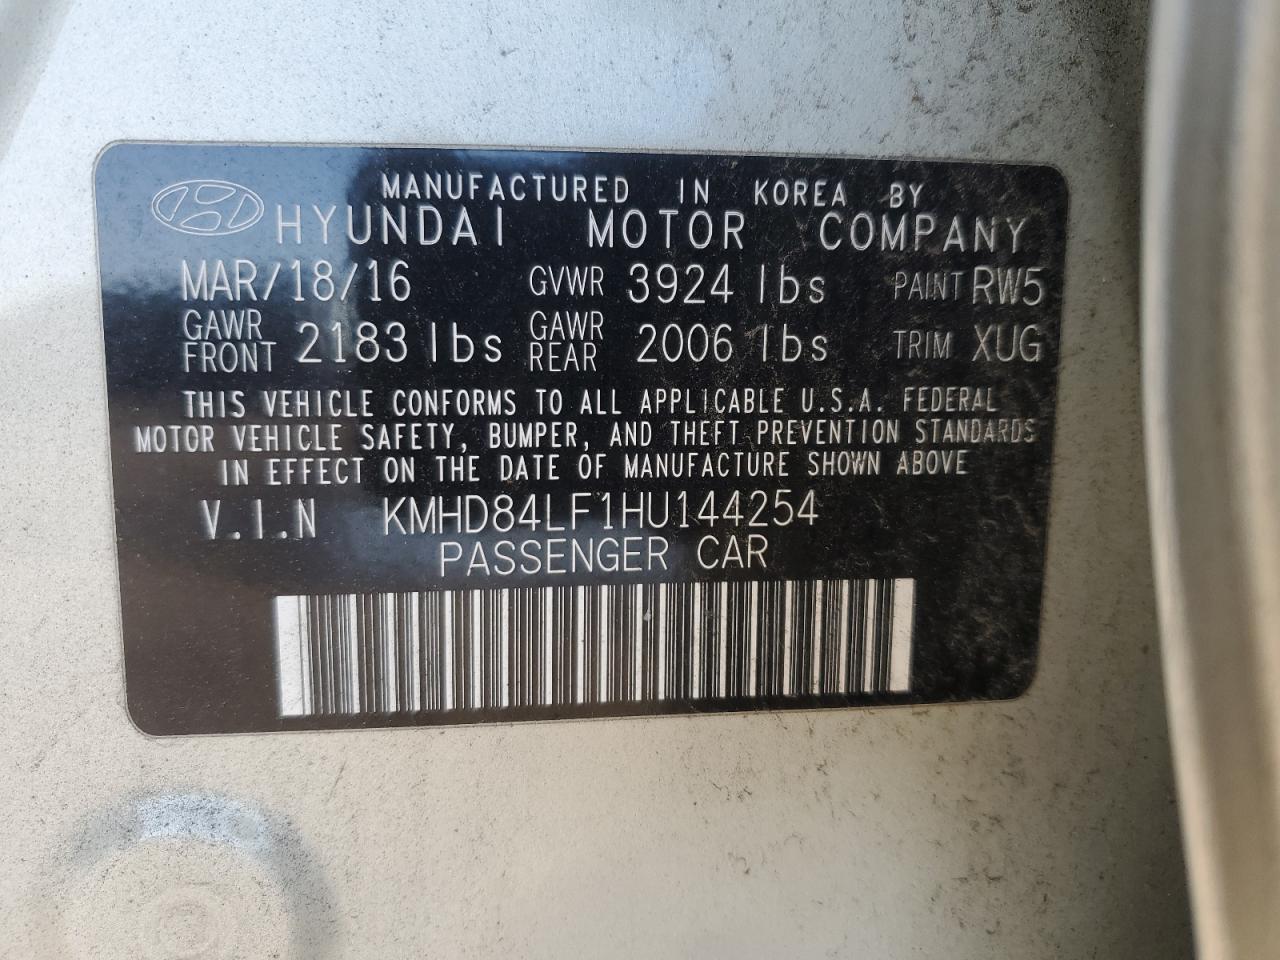 MANUFACTURED IN KOREA BY
HYUNDAI MOTOR COMPANY
MAR/18/16 GVWR 3924 lbs PAINT RW5
GAWR FRONT 2183 lbs GAWR REAR 2006 lbs TRIM XUG
THIS VEHICLE CONFORMS TO ALL APPLICABLE U.S.A. FEDERAL
MOTOR VEHICLE SAFETY, BUMPER, AND THEFT PREVENTION STANDARDS
IN EFFECT ON THE DATE OF MANUFACTURE SHOWN ABOVE
V.I.N KMHD84LF1HU144254
PASSENGER CAR